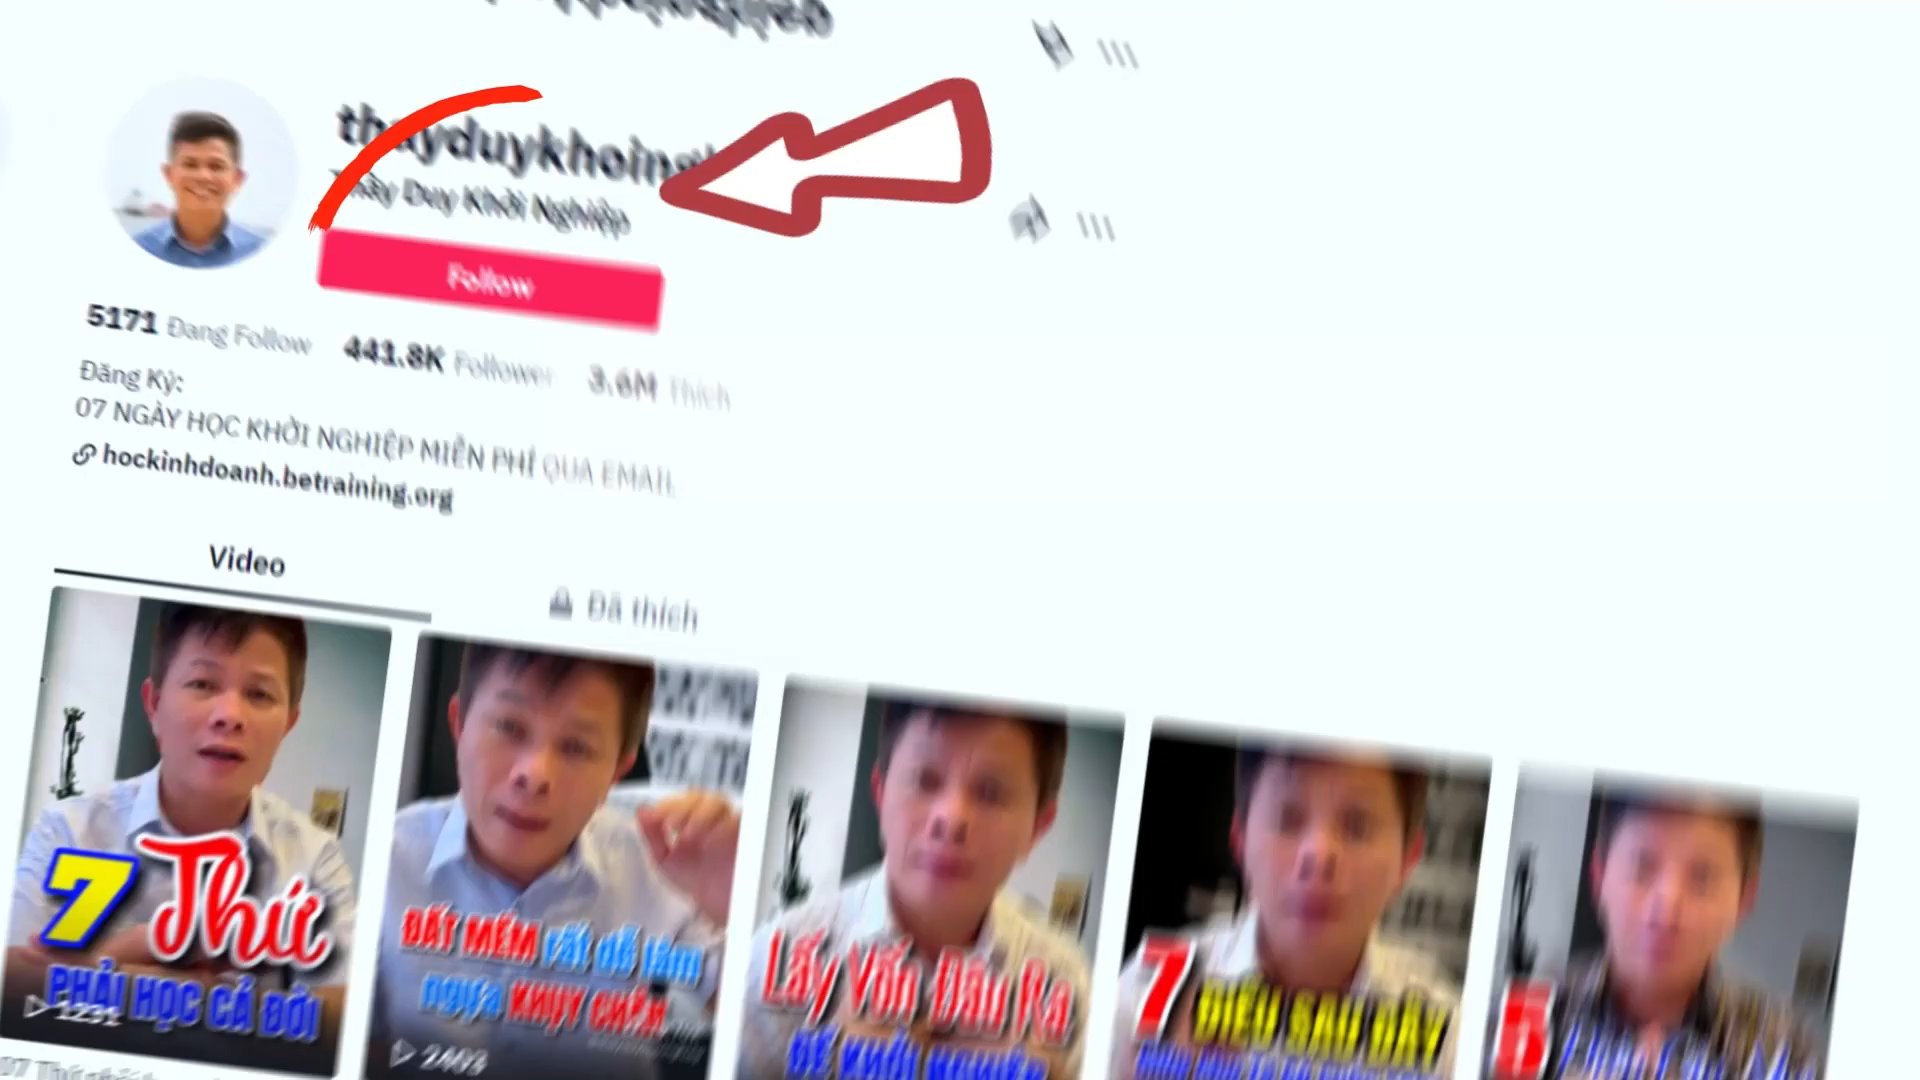 Thầy Duy Khởi Nghiệp
Follow
5171 Đang Follow 441.8K Follower 3.6M Thích
Đăng Ký:
07 NGÀY HỌC KHỞI NGHIỆP MIỄN PHÍ QUA EMAIL
hockinhdoanh.betraining.org
Video
Đã thích
7 Thứ
PHẢI HỌC CẢ ĐỜI
1291
ĐẤT MỀM rất dễ làm
ngựa KHỤY CHÂN
2403
Lấy Vốn Đâu Ra
ĐỂ KHỞI NGHIỆP
7 ĐIỀU SAU ĐÂY
6